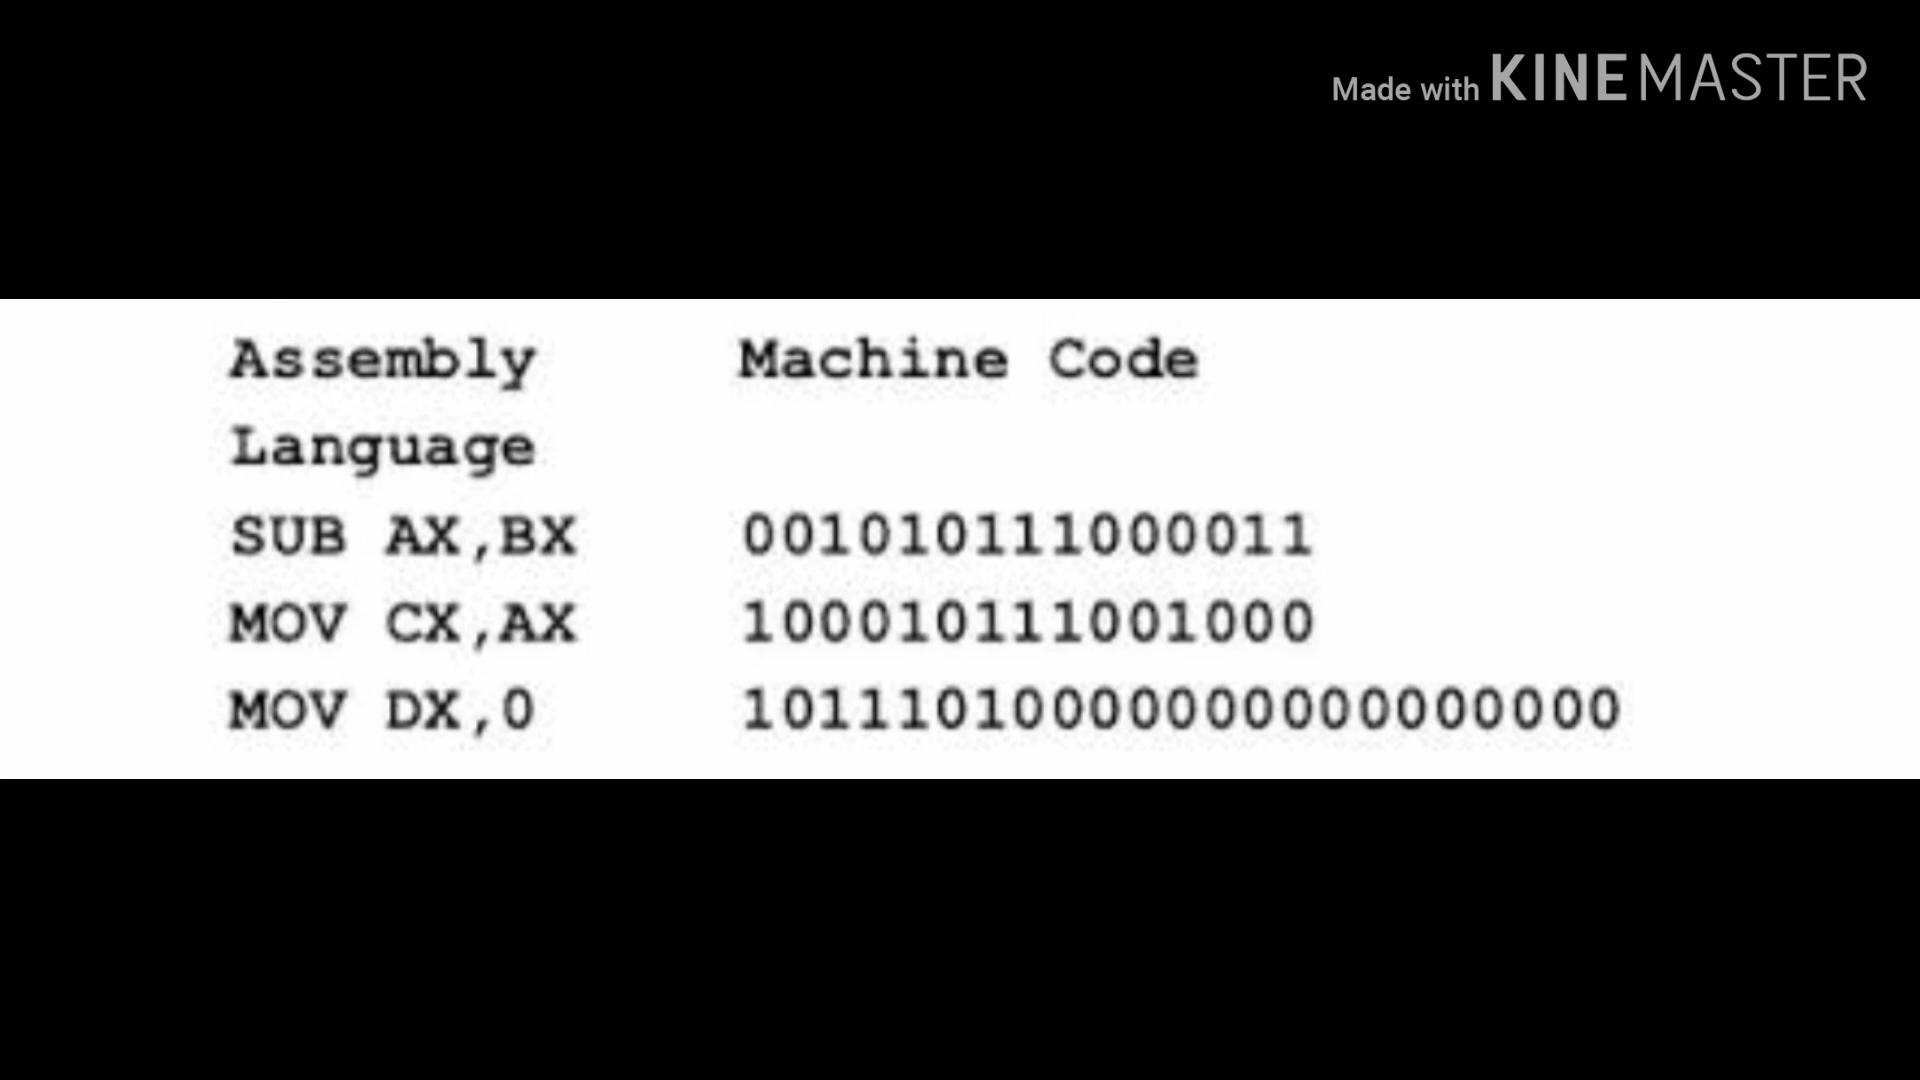 Made with KINEMASTER
Assembly Machine Code
Language
SUB AX,BX 001010111000011
MOV CX,AX 100010111001000
MOV DX,0 10111010000000000000000